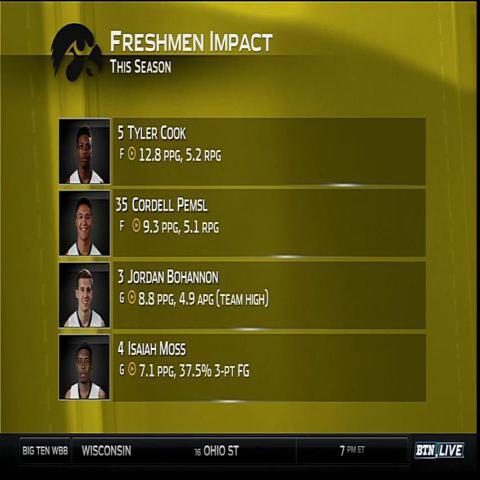 FRESHMEN IMPACT
THIS SEASON
5 TYLER COOK
F 12.8 PPG, 5.2 RPG
35 CORDELL PEMSL
F 9.3 PPG, 5.1 RPG
3 JORDAN BOHANNON
G 8.8 PPG, 4.9 APG (TEAM HIGH)
4 ISAIAH MOSS
G 7.1 PPG, 37.5% 3-PT FG
BIG TEN WBB WISCONSIN 16 OHIO ST 7 PM ET BTN LIVE